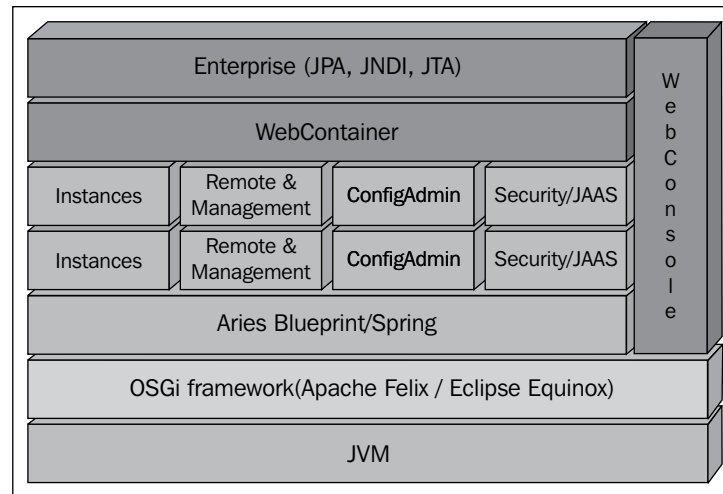 Enterprise (JPA, JNDI, JTA)
WebContainer
Instances
Remote &
Management
ConfigAdmin
Security/JAAS
Instances
Remote &
Management
ConfigAdmin
Security/JAAS
Aries Blueprint/Spring
WebConsole
OSGi framework(Apache Felix / Eclipse Equinox)
JVM